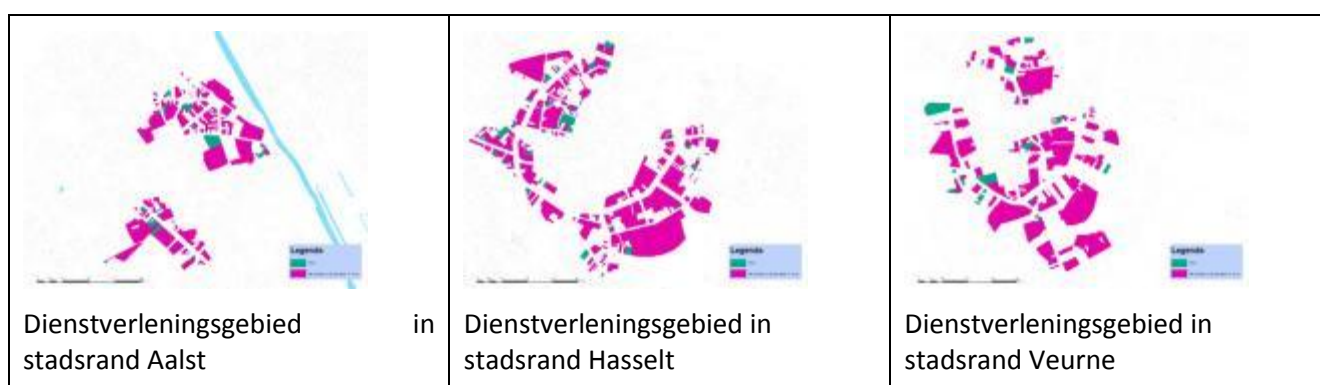 Legende
Legende
Legende
Dienstverleningsgebied in
stadsrand Aalst
Dienstverleningsgebied in
stadsrand Hasselt
Dienstverleningsgebied in
stadsrand Veurne